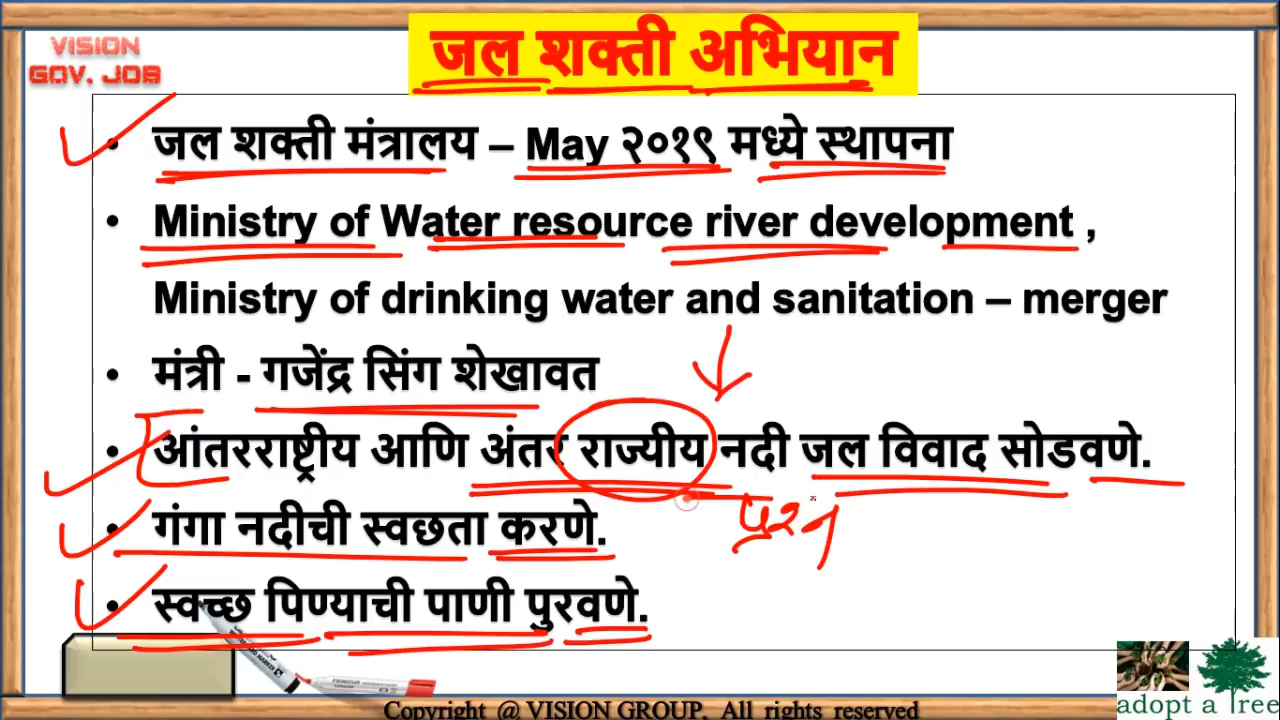 VISION
GOV. JOB
जल शक्ती अभियान
• जल शक्ती मंत्रालय – May २०१९ मध्ये स्थापना
• Ministry of Water resource river development ,
Ministry of drinking water and sanitation – merger
• मंत्री - गजेंद्र सिंग शेखावत
• आंतरराष्ट्रीय आणि अंतर राज्यीय नदी जल विवाद सोडवणे.
प्रश्न
• गंगा नदीची स्वछता करणे.
• स्वच्छ पिण्याची पाणी पुरवणे.
adopt a Tree
Copyright @ VISION GROUP. All rights reserved